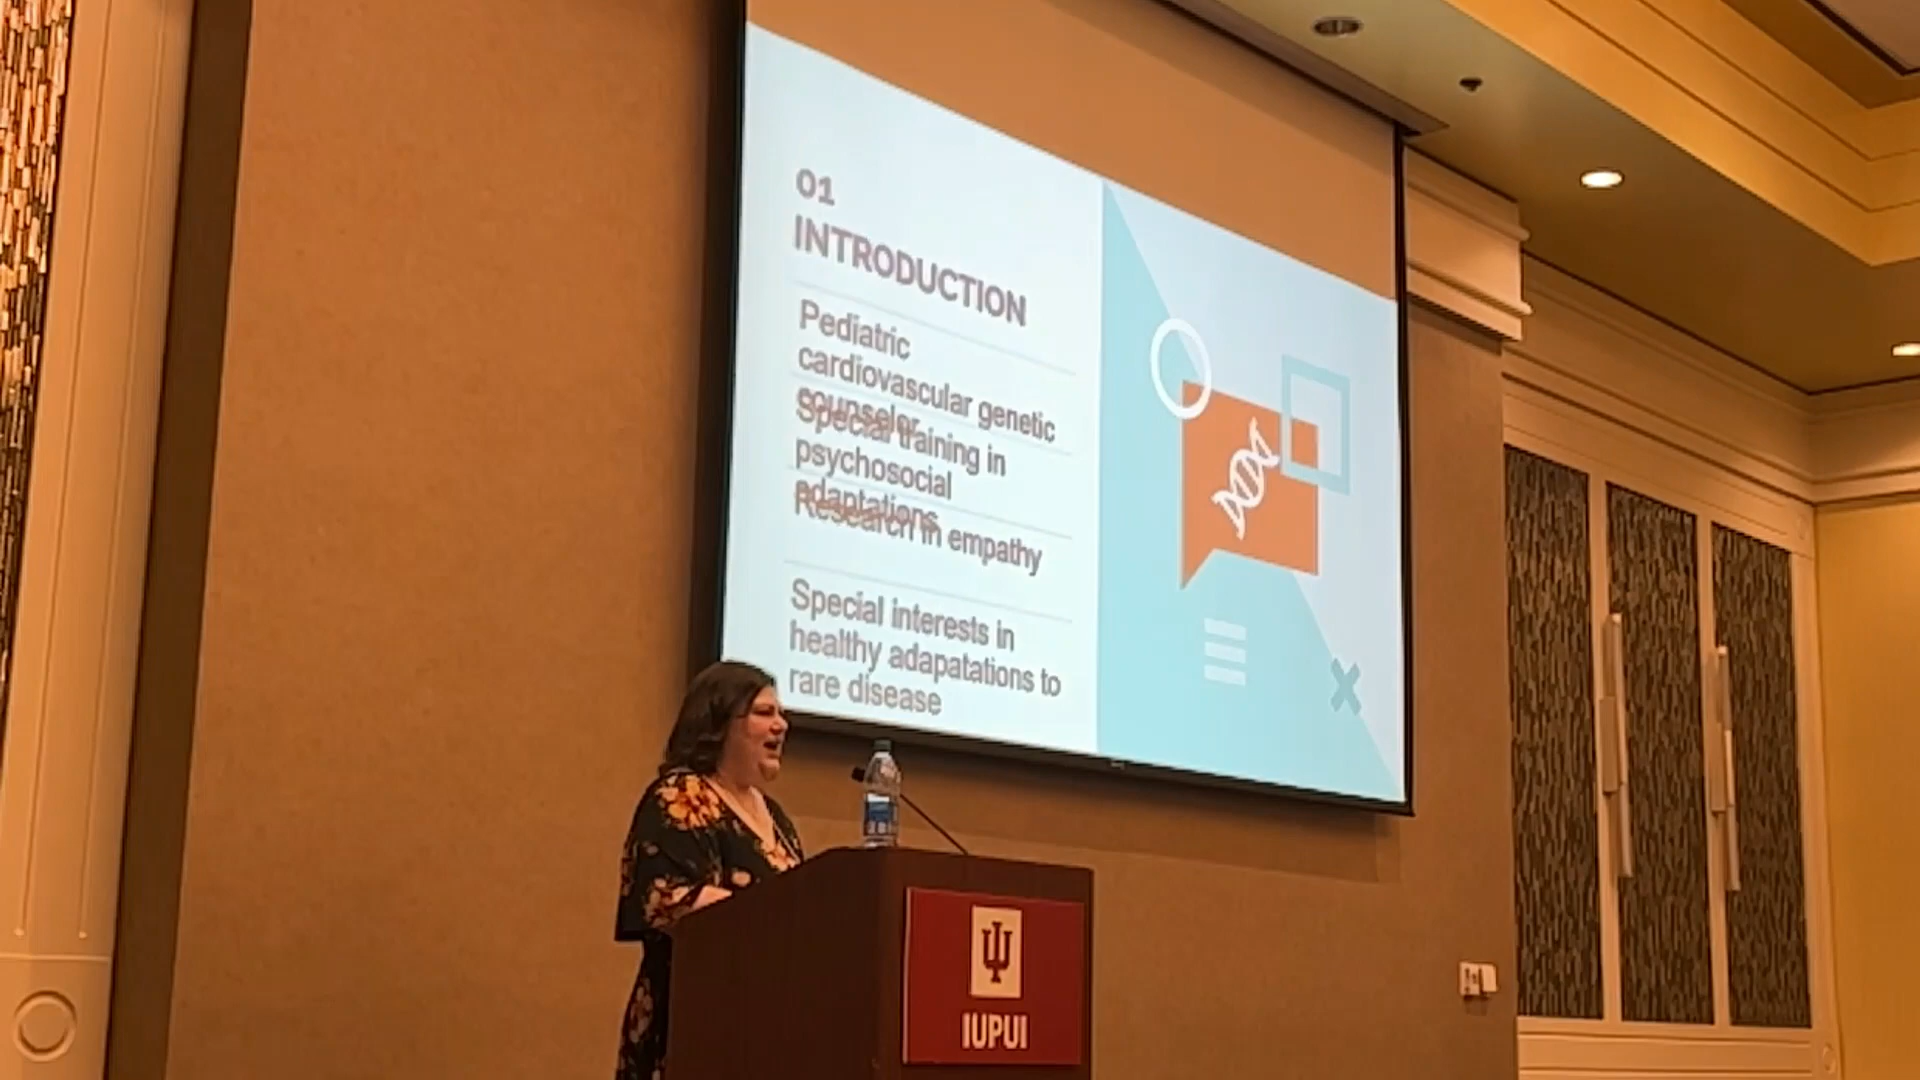 01
INTRODUCTION
Pediatric
cardiovascular genetic
counselor
Special training in
psychosocial
adaptations
Research in empathy
Special interests in
healthy adapatations to
rare disease
IUPUI